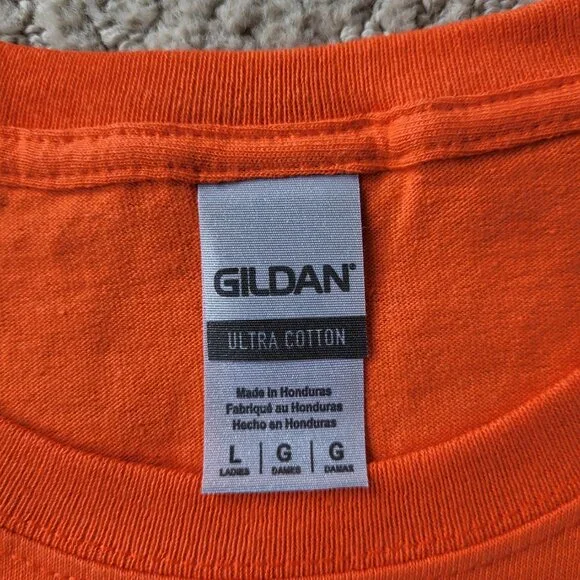 GILDAN®
ULTRA COTTON
Made in Honduras
Fabriqué au Honduras
Hecho en Honduras
L | G | G
LADIES | DAMES | DAMAS